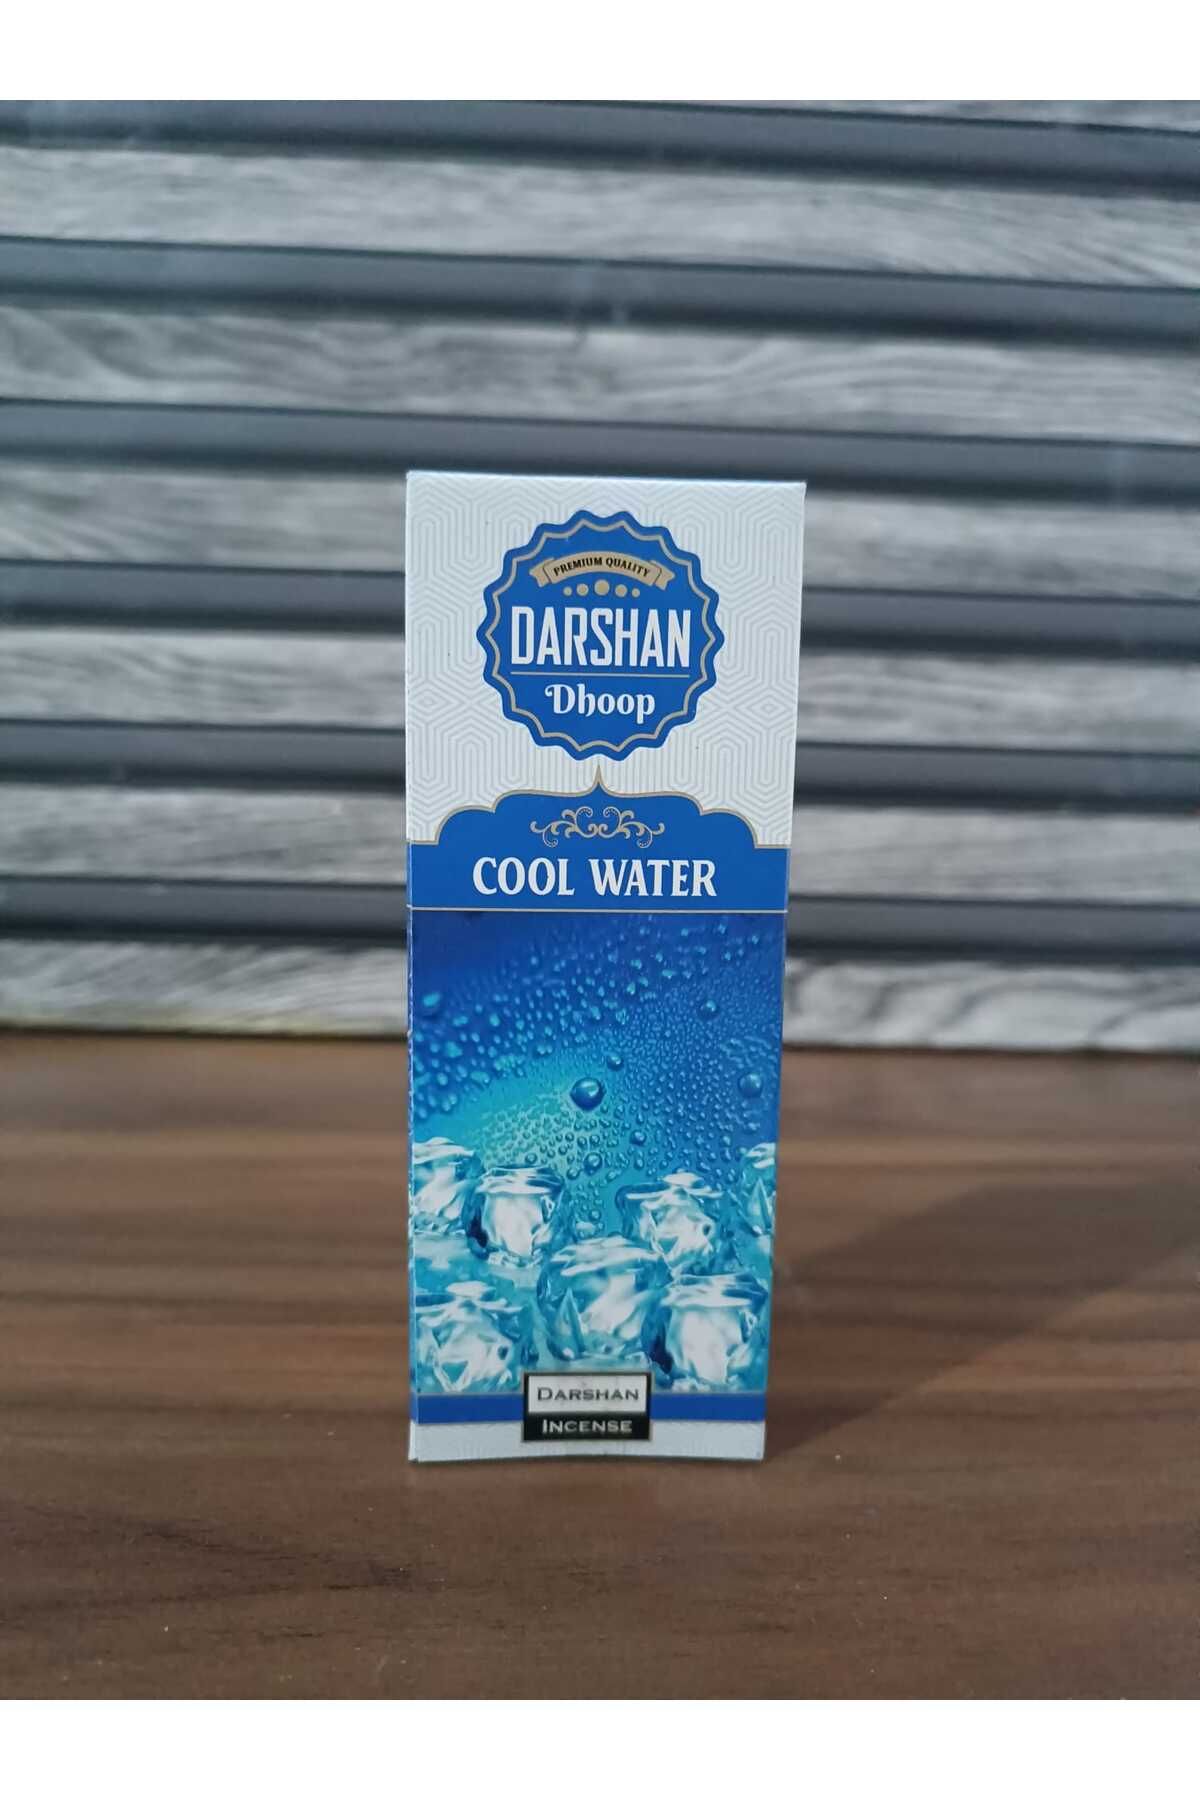 PREMIUM QUALITY
DARSHAN
Dhoop
COOL WATER
DARSHAN
INCENSE